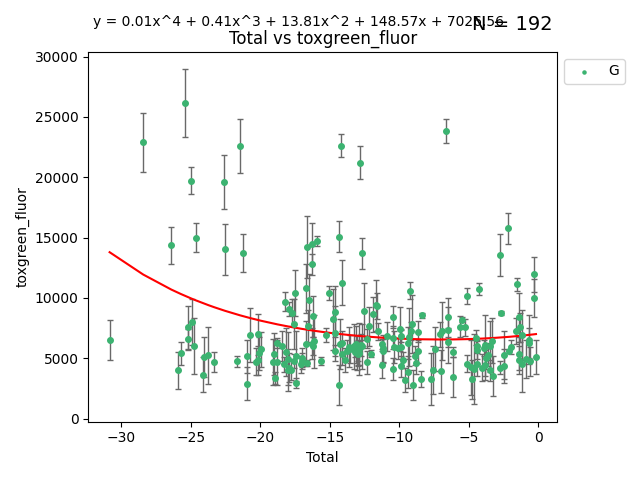 y = 0.01x^4 + 0.41x^3 + 13.81x^2 + 148.57x +
N = 192
Total vs toxgreen_fluor
30000
25000
20000
15000
10000
5000
0
toxgreen_fluor
−30
−25
−20
−15
−10
−5
0
Total
G